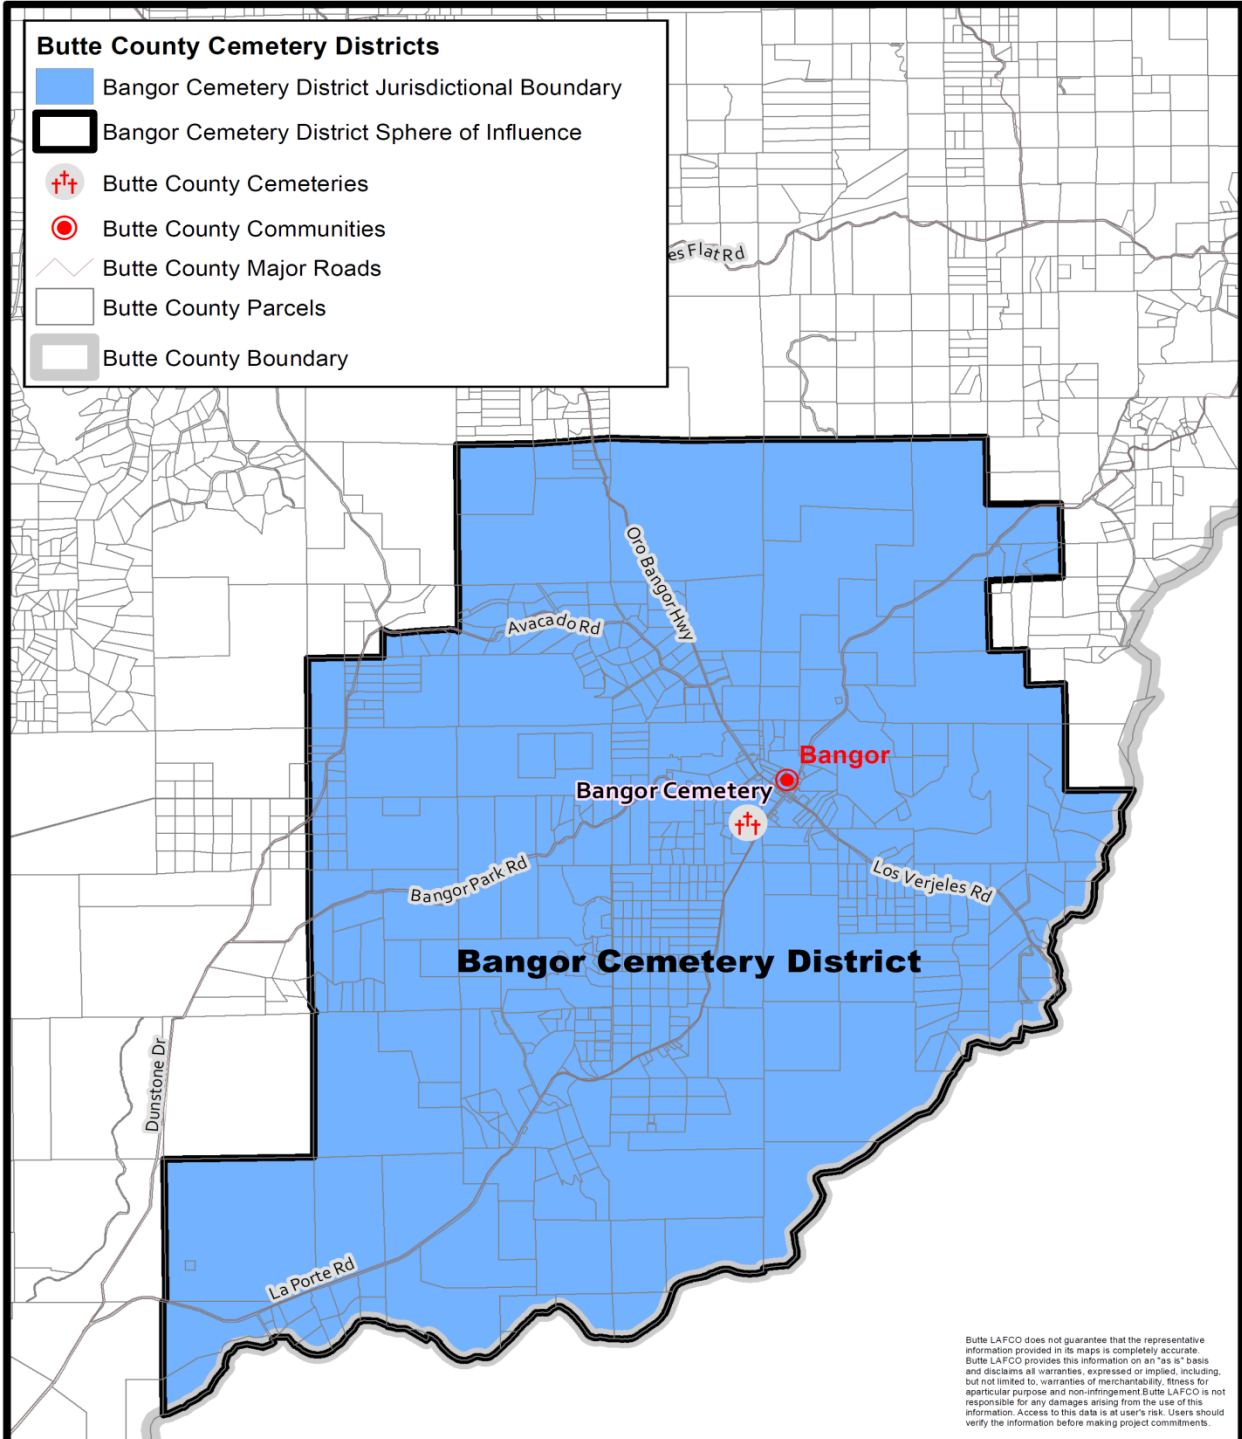 Butte County Cemetery Districts
Bangor Cemetery District Jurisdictional Boundary
Bangor Cemetery District Sphere of Influence
Butte County Cemeteries
Butte County Communities
Butte County Major Roads
Butte County Parcels
Butte County Boundary
es Flat Rd
Oro Bangor Hwy
Avacado Rd
Bangor
Bangor Cemetery
Bangor Park Rd
Los Verjeles Rd
Bangor Cemetery District
Dunstone Dr
La Porte Rd
Butte LAFCO does not guarantee that the representative
information provided in its maps is completely accurate.
Butte LAFCO provides this information on an "as is" basis
and disclaims all warranties, expressed or implied, including,
but not limited to, warranties of merchantability, fitness for
aparticular purpose and non-infringement.Butte LAFCO is not
responsible for any damages arising from the use of this
information. Access to this data is at user's risk. Users should
verify the information before making project commitments.